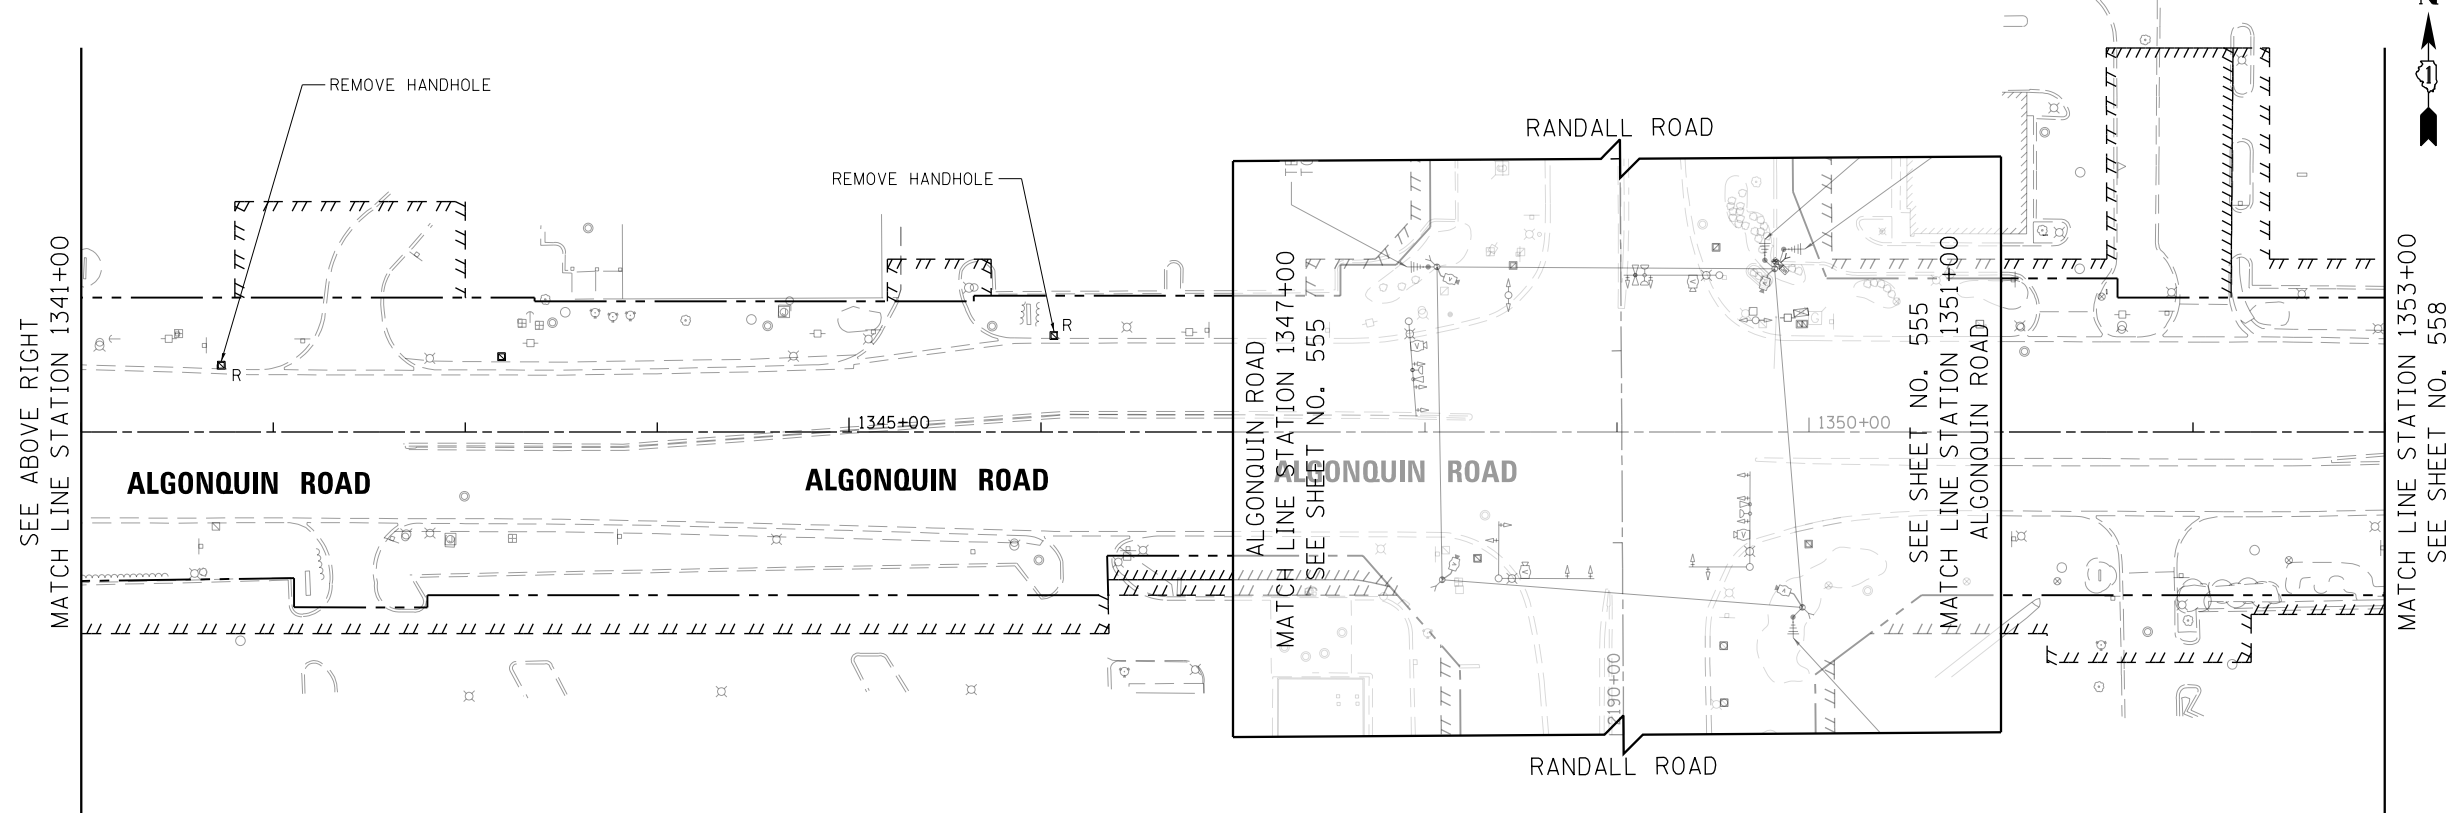 REMOVE HANDHOLE
REMOVE HANDHOLE
R
R
RANDALL ROAD
SEE ABOVE RIGHT
MATCH LINE STATION 1341+00
1345+00
ALGONQUIN ROAD
ALGONQUIN ROAD
ALGONQUIN ROAD
MATCH LINE STATION 1347+00
SEE SHEET NO. 555
ALGONQUIN ROAD
1350+00
2190+00
SEE SHEET NO. 555
MATCH LINE STATION 1351+00
ALGONQUIN ROAD
RANDALL ROAD
MATCH LINE STATION 1353+00
SEE SHEET NO. 558